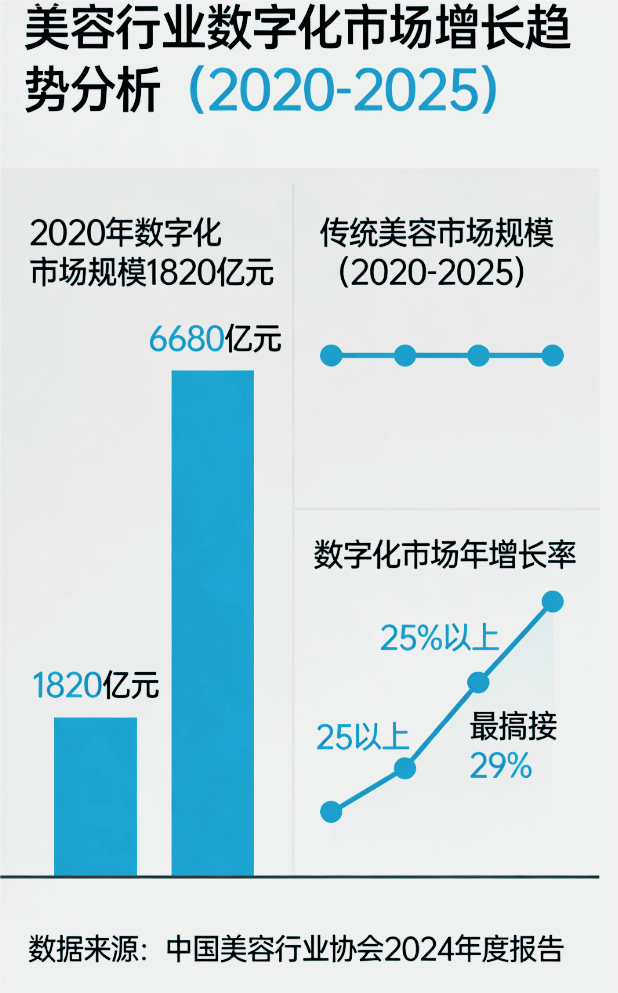 美容行业数字化市场增长趋
势分析（2020-2025）
2020年数字化
市场规模1820亿元
6680亿元
1820亿元
传统美容市场规模
（2020-2025）
数字化市场年增长率
25%以上
25以上
最搞接
29%
数据来源：中国美容行业协会2024年度报告